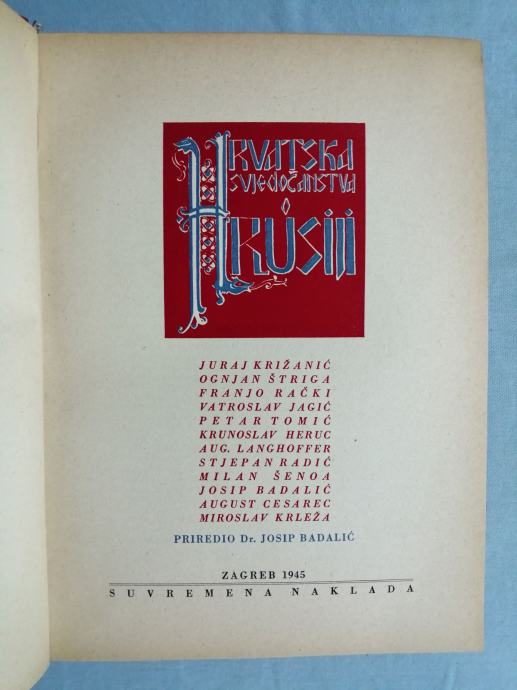 HRVATSKA
SVJEDOČANSTVA
O
RUSIJI
JURAJ KRIŽANIĆ
OGNJAN ŠTRIGA
FRANJO RAČKI
VATROSLAV JAGIĆ
PETAR TOMIĆ
KRUNOSLAV HERUC
AUG. LANGHOFFER
STJEPAN RADIĆ
MILAN ŠENOA
JOSIP BADALIĆ
AUGUST CESAREC
MIROSLAV KRLEŽA
PRIREDIO Dr. JOSIP BADALIĆ
ZAGREB 1945
SUVREMENA NAKLADA